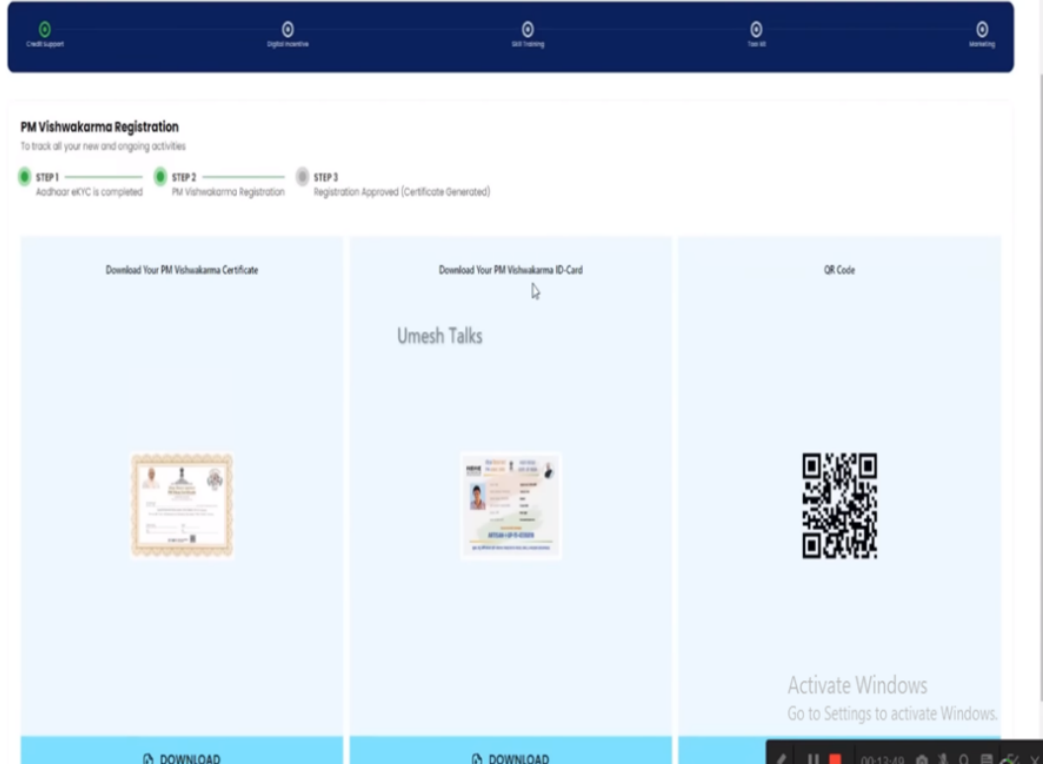 Credit Support
Digital Incentive
Skill Training
Tool Kit
Marketing
PM Vishwakarma Registration
To track all your new and ongoing activities
STEP 1
Aadhaar eKYC is completed
STEP 2
PM Vishwakarma Registration
STEP 3
Registration Approved (Certificate Generated)
Download Your PM Vishwakarma Certificate
Download Your PM Vishwakarma ID-Card
QR Code
Umesh Talks
Activate Windows
Go to Settings to activate Windows.
DOWNLOAD
DOWNLOAD
00:12:49